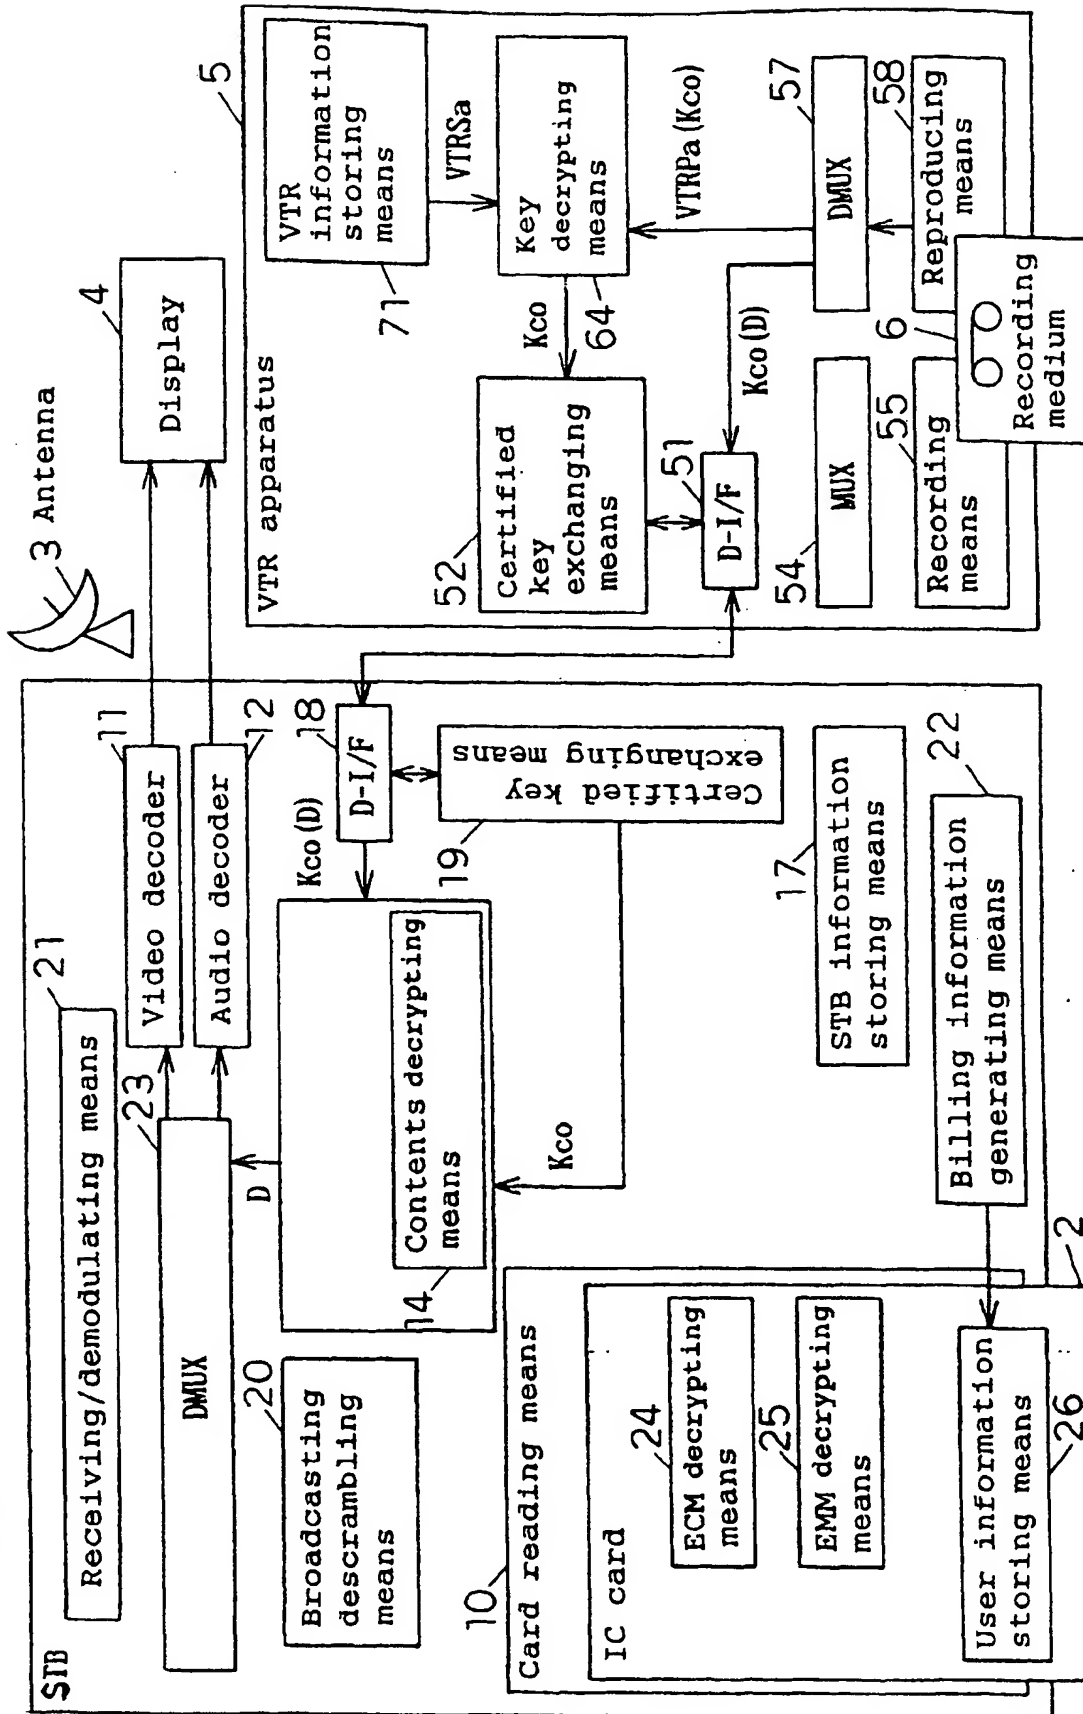 STB
21
Receiving/demodulating means
23
DMUX
11
Video decoder
12
Audio decoder
3 Antenna
4
Display
20
Broadcasting
descrambling
means
D
14
Contents decrypting
means
Kco(D)
18
D-I/F
19
Certified key
exchanging means
Kco
10
Card reading means
IC card
24
ECM decrypting
means
25
EMM decrypting
means
User information
storing means
26
2
17
STB information
storing means
22
Billing information
generating means
5
VTR apparatus
VTR
information
storing
means
71
VTRSa
Key
decrypting
means
64
Kco
52
Certified
key
exchanging
means
51
D-I/F
Kco(D)
VTRPa(Kco)
54
MUX
57
DMUX
55
Recording
means
58
Reproducing
means
6
Recording
medium